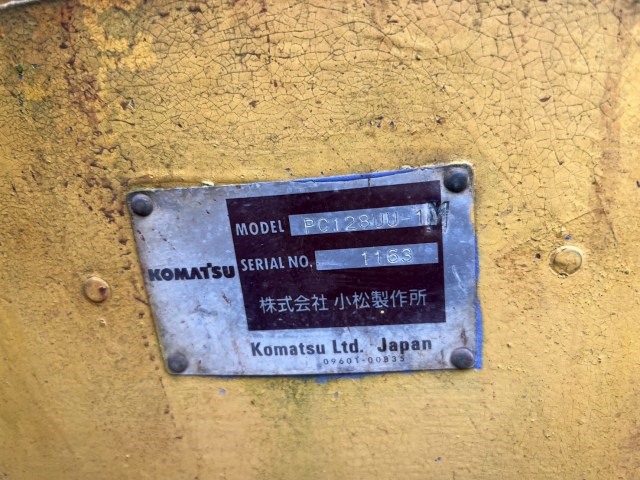 MODEL PC128UU-1
SERIAL NO. 1163
KOMATSU
株式会社 小松製作所
Komatsu Ltd. Japan
09601-00835